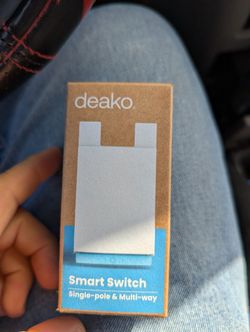 deako.
Smart Switch
Single-pole & Multi-way